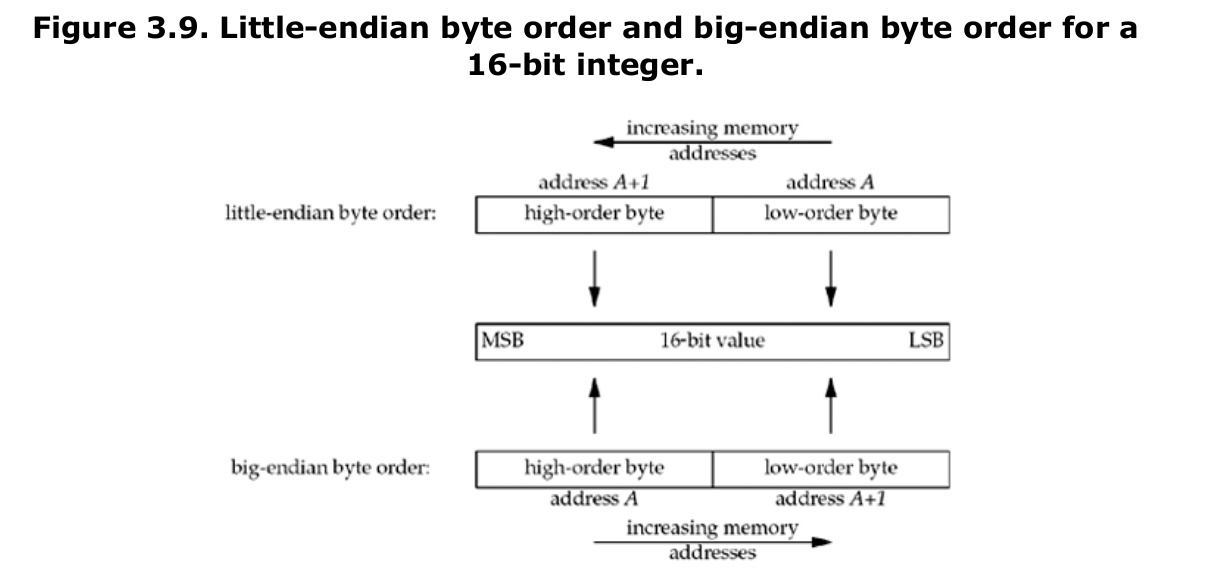 Figure 3.9. Little-endian byte order and big-endian byte order for a
16-bit integer.
increasing memory
addresses
address A+1 address A
little-endian byte order: high-order byte low-order byte
MSB 16-bit value LSB
big-endian byte order: high-order byte low-order byte
address A address A+1
increasing memory
addresses